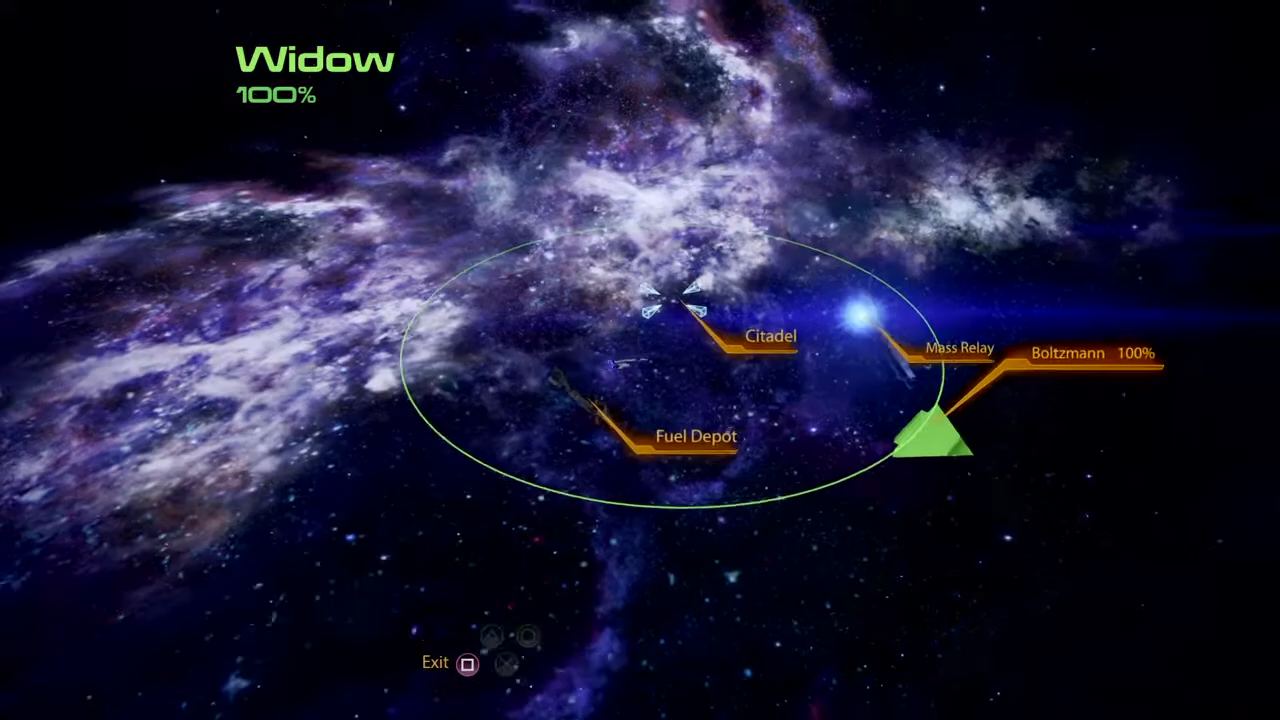 Widow
100%
Citadel
Mass Relay
Boltzmann 100%
Fuel Depot
Exit